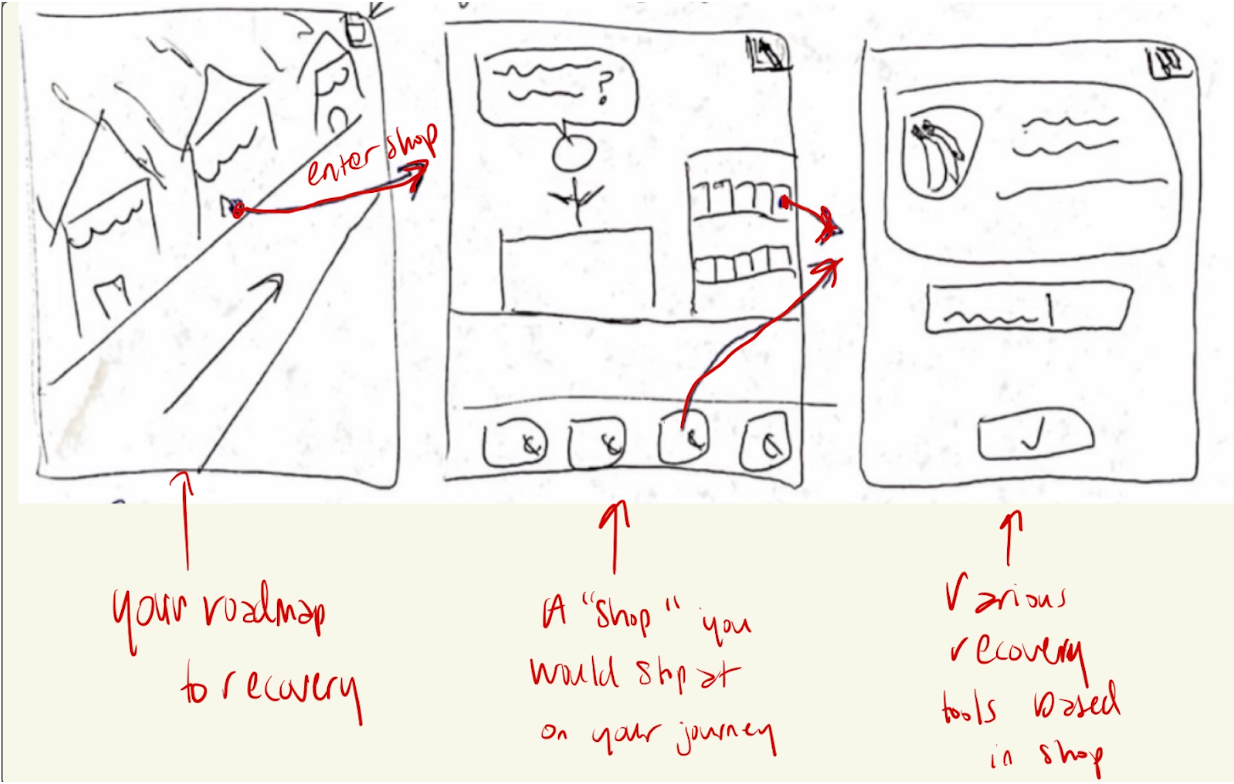 enter shop
?
your roadmap
to recovery
A "shop" you
would stop at
on your journey
Various
recovery
tools based
in shop